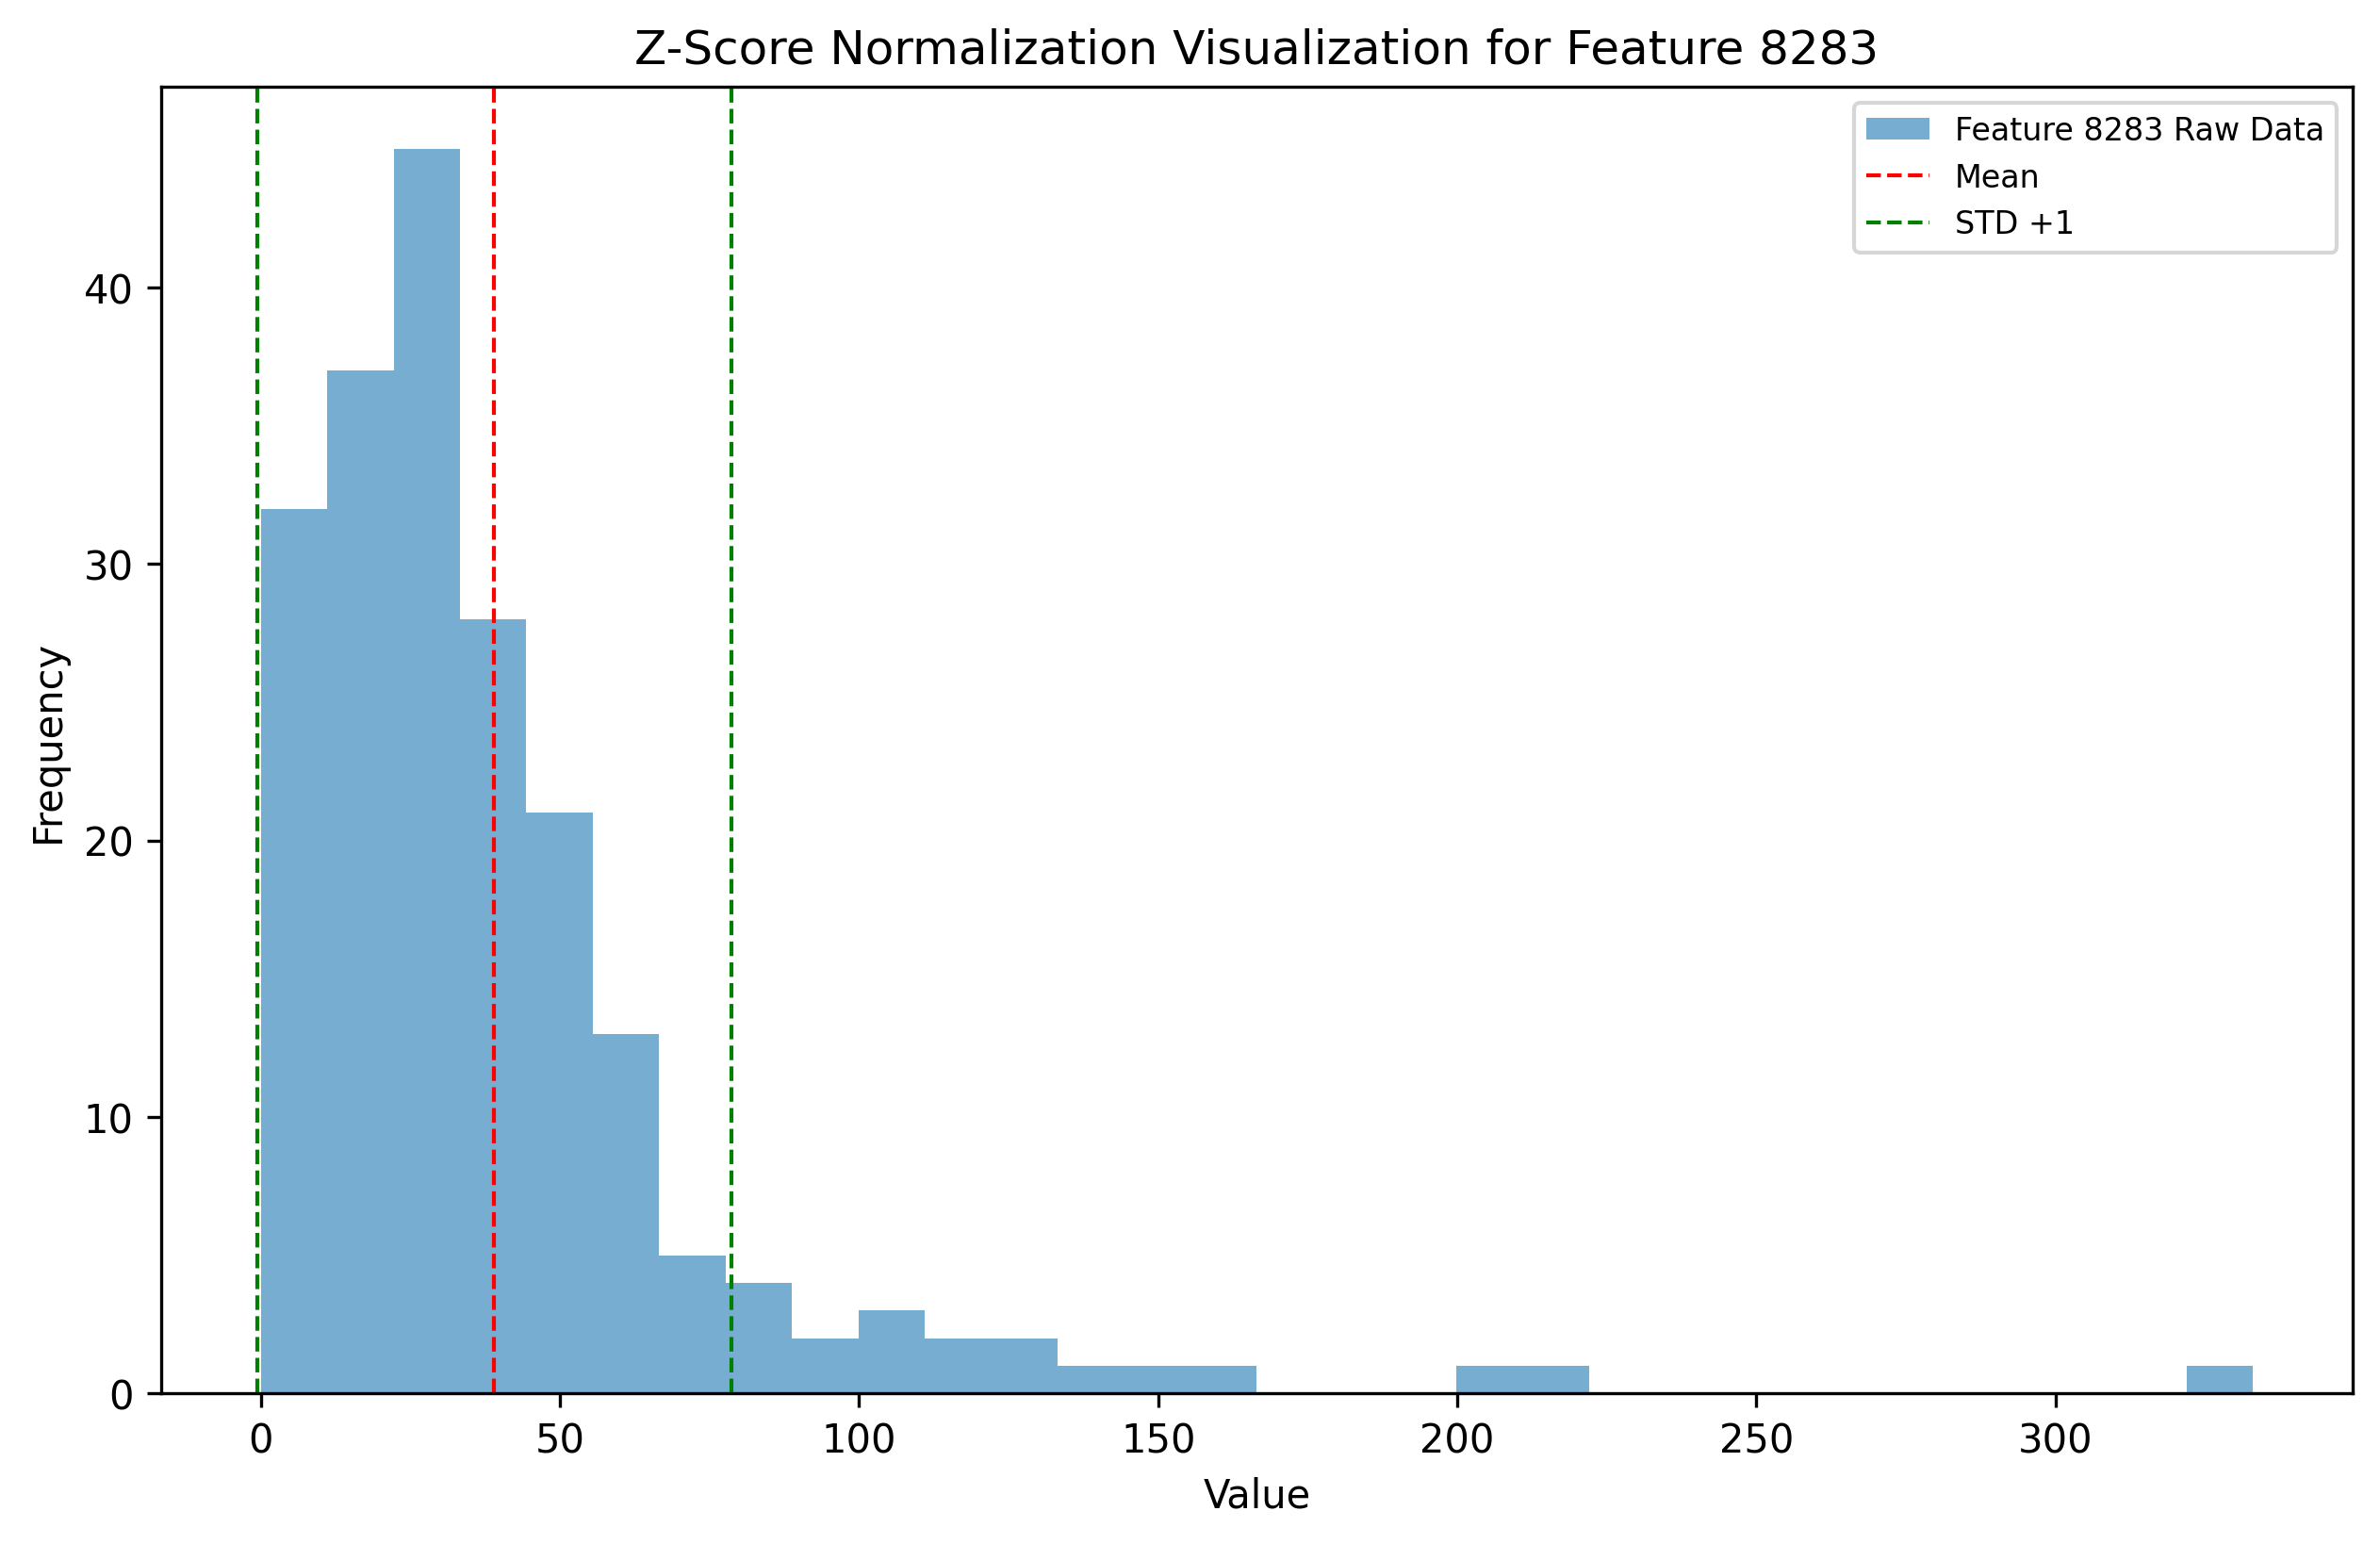 Z-Score Normalization Visualization for Feature 8283
Feature 8283 Raw Data
Mean
STD +1
Frequency
40
30
20
10
0
0 50 100 150 200 250 300
Value